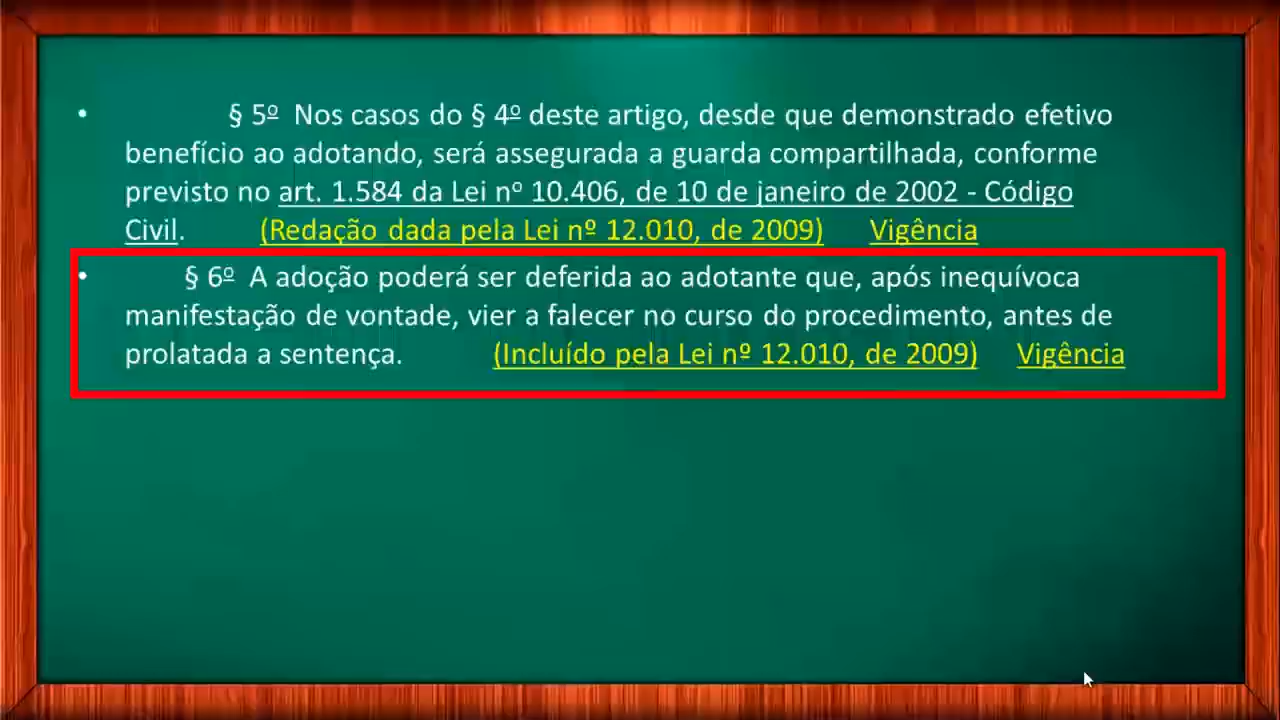 • § 5º Nos casos do § 4º deste artigo, desde que demonstrado efetivo
benefício ao adotando, será assegurada a guarda compartilhada, conforme
previsto no art. 1.584 da Lei nº 10.406, de 10 de janeiro de 2002 - Código
Civil. (Redação dada pela Lei nº 12.010, de 2009) Vigência
• § 6º A adoção poderá ser deferida ao adotante que, após inequívoca
manifestação de vontade, vier a falecer no curso do procedimento, antes de
prolatada a sentença. (Incluído pela Lei nº 12.010, de 2009) Vigência